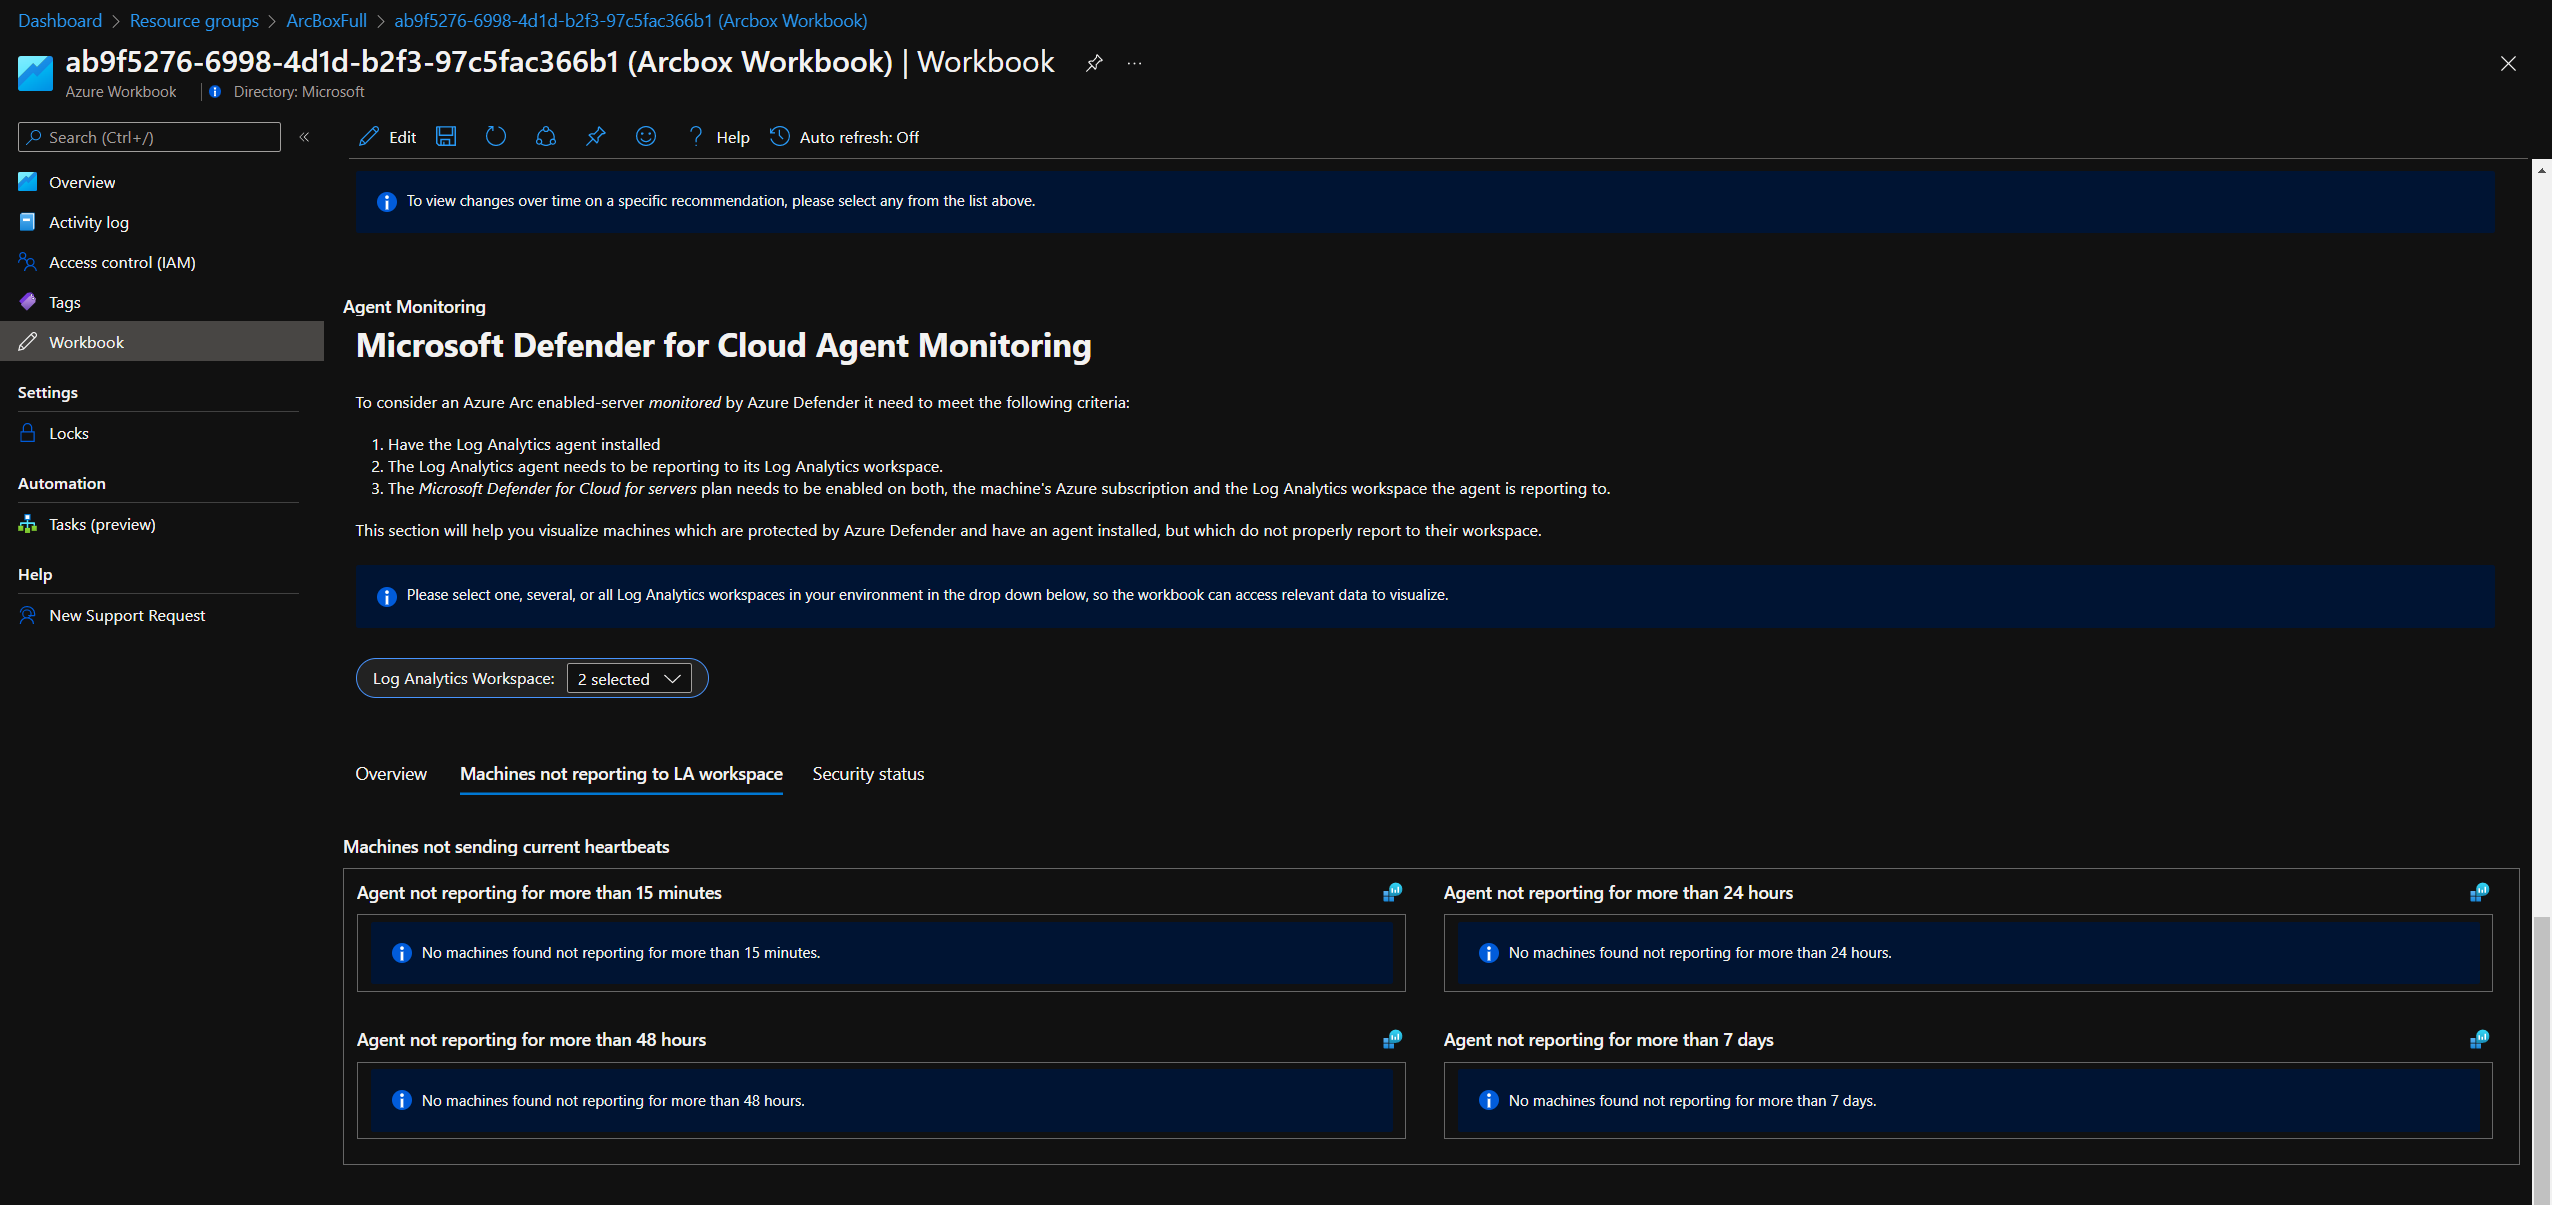 Dashboard > Resource groups > ArcBoxFull > ab9f5276-6998-4d1d-b2f3-97c5fac366b1 (Arcbox Workbook)
ab9f5276-6998-4d1d-b2f3-97c5fac366b1 (Arcbox Workbook) | Workbook
Azure Workbook | Directory: Microsoft
Search (Ctrl+/)
Overview
Activity log
Access control (IAM)
Tags
Workbook
Settings
Locks
Automation
Tasks (preview)
Help
New Support Request
Edit Help Auto refresh: Off
To view changes over time on a specific recommendation, please select any from the list above.
Agent Monitoring
Microsoft Defender for Cloud Agent Monitoring
To consider an Azure Arc enabled-server monitored by Azure Defender it need to meet the following criteria:
1. Have the Log Analytics agent installed
2. The Log Analytics agent needs to be reporting to its Log Analytics workspace.
3. The Microsoft Defender for Cloud for servers plan needs to be enabled on both, the machine's Azure subscription and the Log Analytics workspace the agent is reporting to.
This section will help you visualize machines which are protected by Azure Defender and have an agent installed, but which do not properly report to their workspace.
Please select one, several, or all Log Analytics workspaces in your environment in the drop down below, so the workbook can access relevant data to visualize.
Log Analytics Workspace: 2 selected
Overview Machines not reporting to LA workspace Security status
Machines not sending current heartbeats
Agent not reporting for more than 15 minutes
No machines found not reporting for more than 15 minutes.
Agent not reporting for more than 24 hours
No machines found not reporting for more than 24 hours.
Agent not reporting for more than 48 hours
No machines found not reporting for more than 48 hours.
Agent not reporting for more than 7 days
No machines found not reporting for more than 7 days.